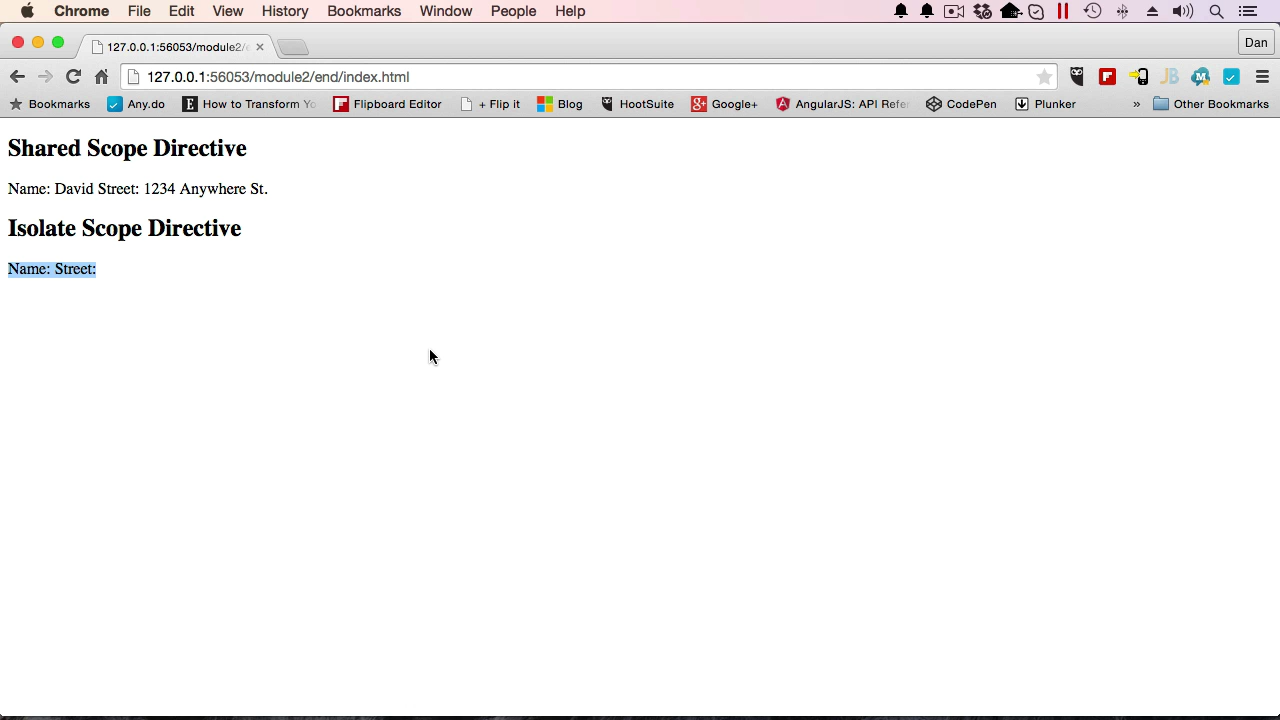 Chrome File Edit View History Bookmarks Window People Help
127.0.0.1:56053/module2/e
Dan
127.0.0.1:56053/module2/end/index.html
Bookmarks Any.do How to Transform Yo Flipboard Editor + Flip it Blog HootSuite Google+ AngularJS: API Refer CodePen Plunker » Other Bookmarks
Shared Scope Directive
Name: David Street: 1234 Anywhere St.
Isolate Scope Directive
Name: Street: